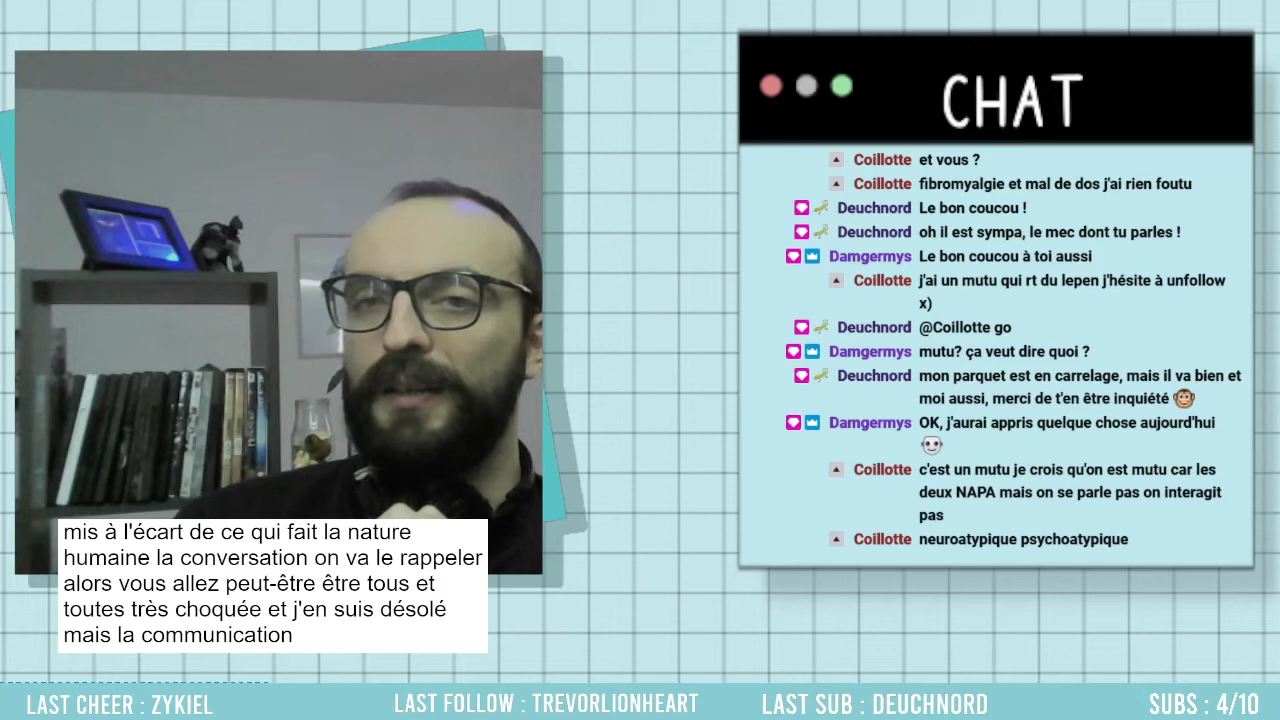 CHAT
Coillotte et vous ?
Coillotte fibromyalgie et mal de dos j'ai rien foutu
Deuchnord Le bon coucou !
Deuchnord oh il est sympa, le mec dont tu parles !
Damgermys Le bon coucou à toi aussi
Coillotte j'ai un mutu qui rt du lepen j'hésite à unfollow
x)
Deuchnord @Coillotte go
Damgermys mutu? ça veut dire quoi ?
Deuchnord mon parquet est en carrelage, mais il va bien et
moi aussi, merci de t'en être inquiété
Damgermys OK, j'aurai appris quelque chose aujourd'hui
Coillotte c'est un mutu je crois qu'on est mutu car les
deux NAPA mais on se parle pas on interagit
pas
Coillotte neuroatypique psychoatypique
mis à l'écart de ce qui fait la nature
humaine la conversation on va le rappeler
alors vous allez peut-être être tous et
toutes très choquée et j'en suis désolé
mais la communication
LAST CHEER : ZYKIEL
LAST FOLLOW : TREVORLIONHEART
LAST SUB : DEUCHNORD
SUBS : 4/10